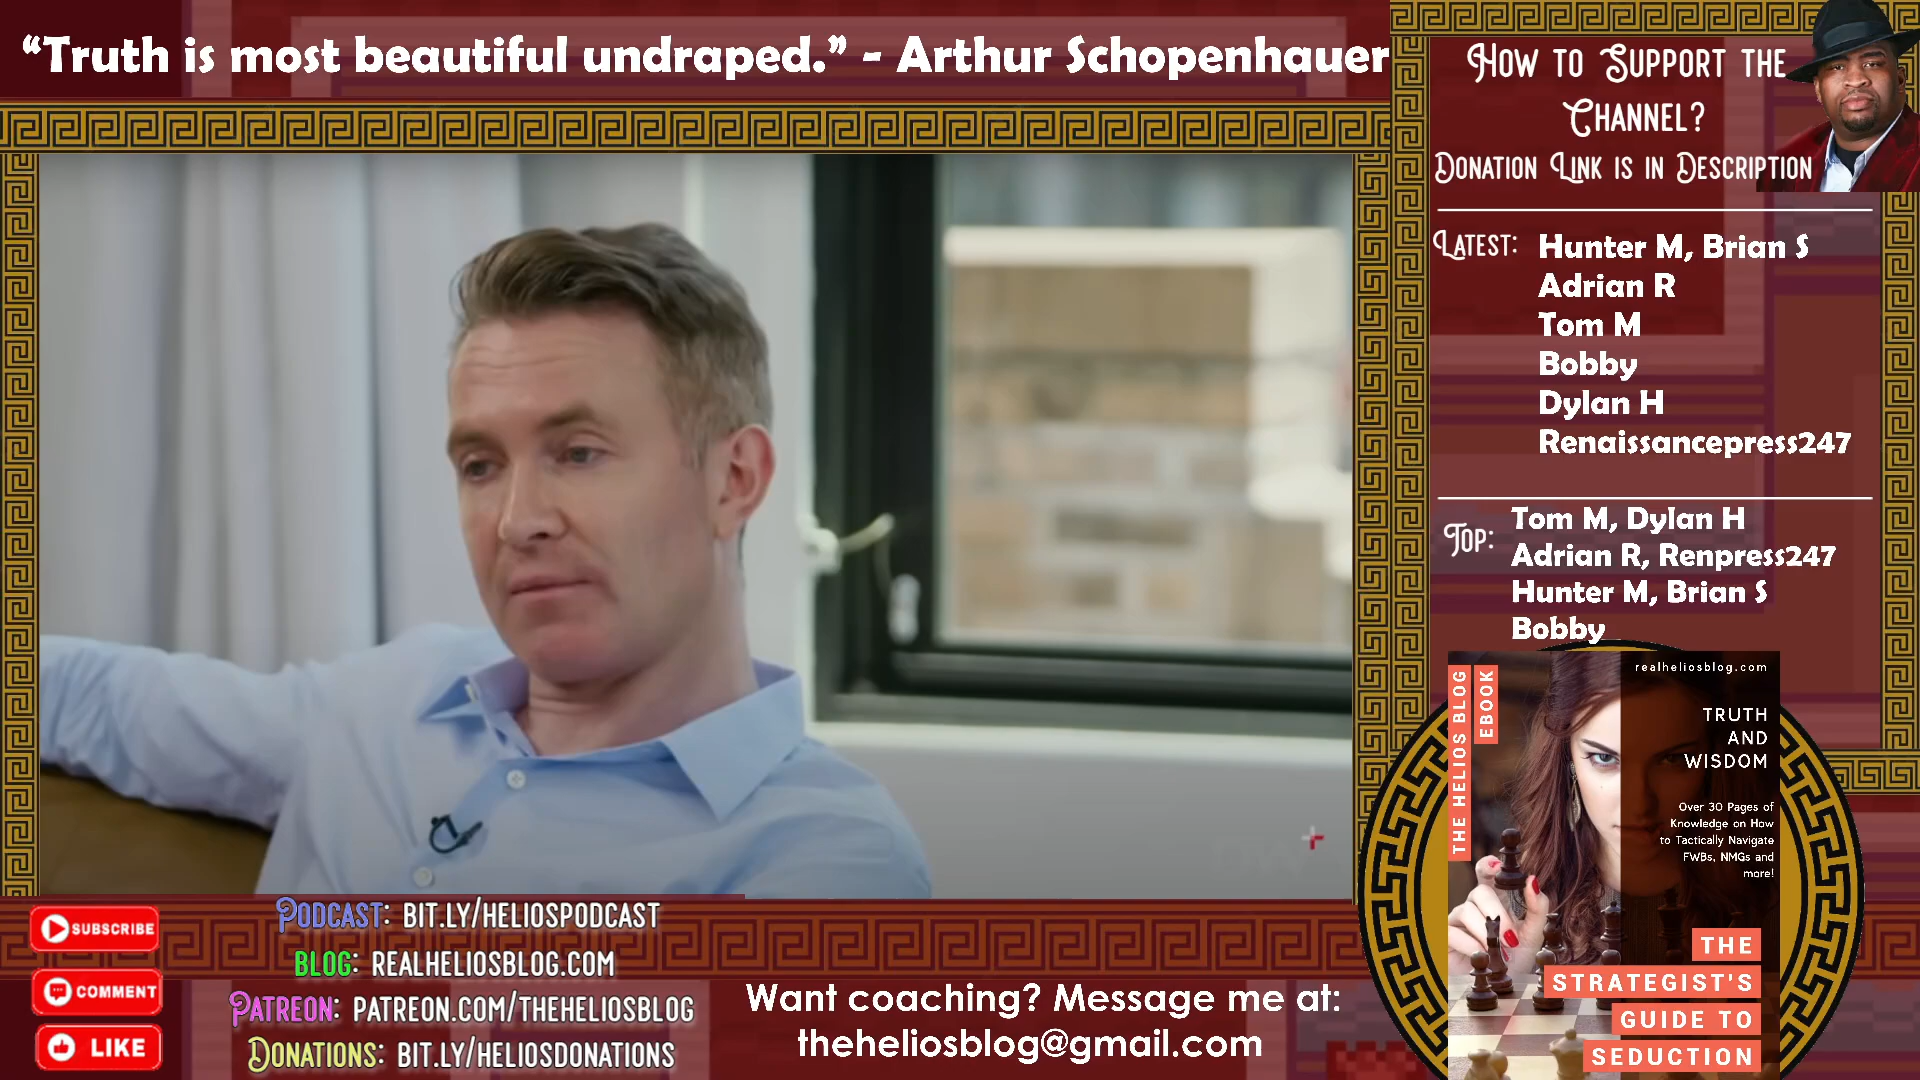 “Truth is most beautiful undraped.” - Arthur Schopenhauer
How to Support the
Channel?
Donation Link is in Description
Latest: Hunter M, Brian S
Adrian R
Tom M
Bobby
Dylan H
Renaissancepress247
Top: Tom M, Dylan H
Adrian R, Renpress247
Hunter M, Brian S
Bobby
THE HELIOS BLOG
EBOOK
realheliosblog.com
TRUTH
AND
WISDOM
Over 30 Pages of
Knowledge on How
to Tactically Navigate
FWBs, NMGs and
more!
THE
STRATEGIST'S
GUIDE TO
SEDUCTION
SUBSCRIBE
COMMENT
LIKE
Podcast: bit.ly/heliospodcast
Blog: realheliosblog.com
Patreon: patreon.com/theheliosblog
Donations: bit.ly/heliosdonations
Want coaching? Message me at:
theheliosblog@gmail.com